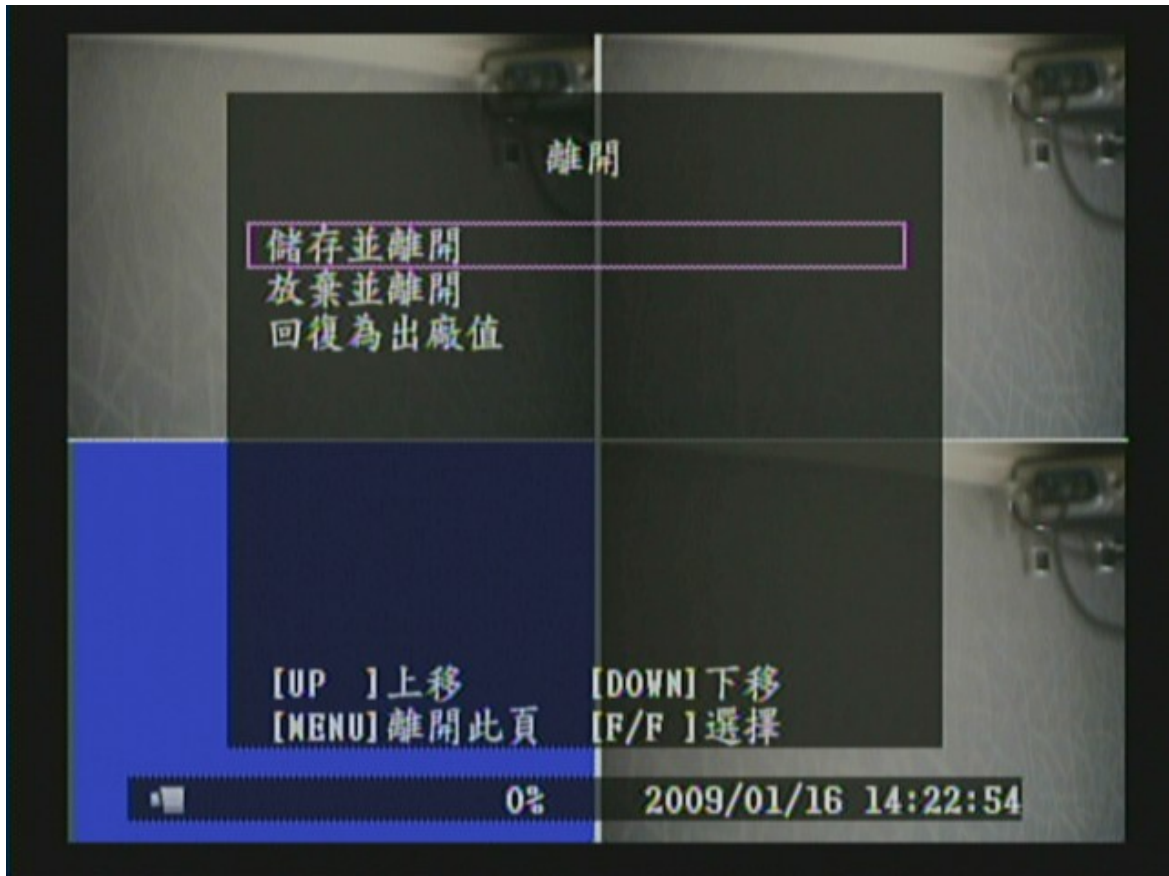 離開
儲存並離開
放棄並離開
回復為出廠值
[UP ]上移 [DOWN]下移
[MENU]離開此頁 [F/F ]選擇
0% 2009/01/16 14:22:54